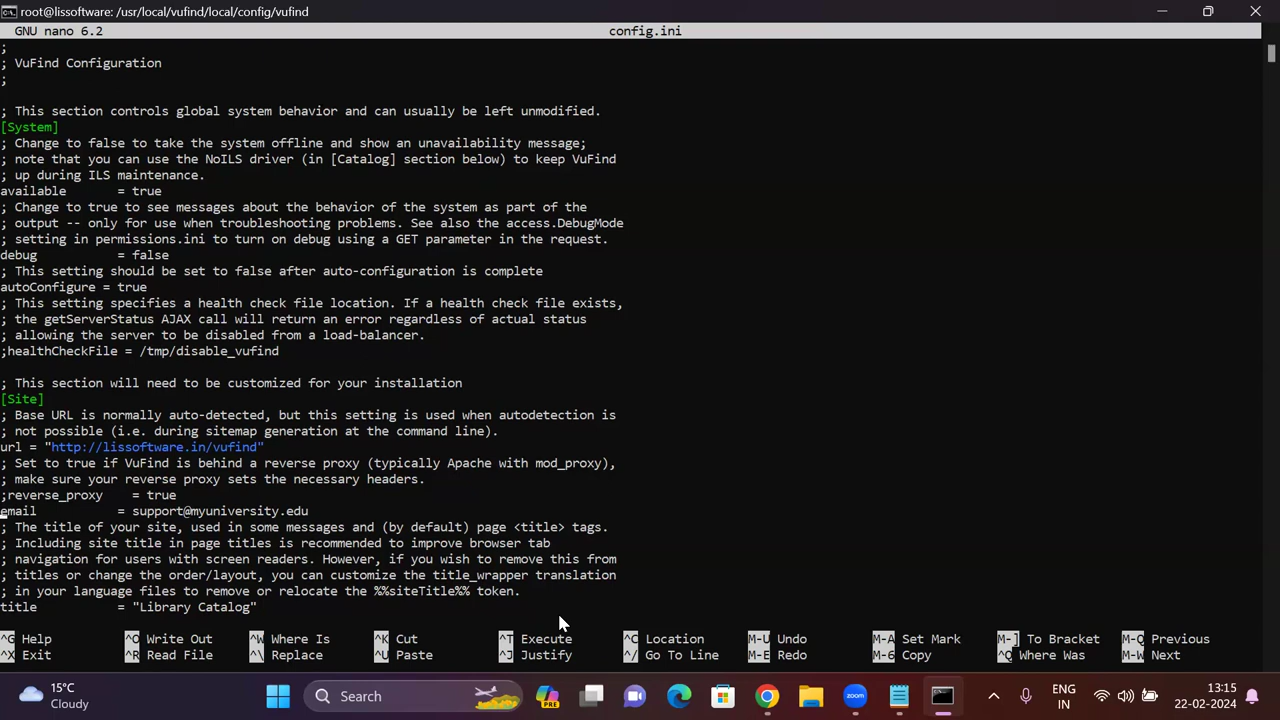 root@lissoftware: /usr/local/vufind/local/config/vufind
GNU nano 6.2 config.ini
;
; VuFind Configuration
;
; This section controls global system behavior and can usually be left unmodified.
[System]
; Change to false to take the system offline and show an unavailability message;
; note that you can use the NoILS driver (in [Catalog] section below) to keep VuFind
; up during ILS maintenance.
available = true
; Change to true to see messages about the behavior of the system as part of the
; output -- only for use when troubleshooting problems. See also the access.DebugMode
; setting in permissions.ini to turn on debug using a GET parameter in the request.
debug = false
; This setting should be set to false after auto-configuration is complete
autoConfigure = true
; This setting specifies a health check file location. If a health check file exists,
; the getServerStatus AJAX call will return an error regardless of actual status
; allowing the server to be disabled from a load-balancer.
;healthCheckFile = /tmp/disable_vufind
; This section will need to be customized for your installation
[Site]
; Base URL is normally auto-detected, but this setting is used when autodetection is
; not possible (i.e. during sitemap generation at the command line).
url = "http://lissoftware.in/vufind"
; Set to true if VuFind is behind a reverse proxy (typically Apache with mod_proxy),
; make sure your reverse proxy sets the necessary headers.
;reverse_proxy = true
email = support@myuniversity.edu
; The title of your site, used in some messages and (by default) page <title> tags.
; Including site title in page titles is recommended to improve browser tab
; navigation for users with screen readers. However, if you wish to remove this from
; titles or change the order/layout, you can customize the title_wrapper translation
; in your language files to remove or relocate the %%siteTitle%% token.
title = "Library Catalog"
^G Help ^O Write Out ^W Where Is ^K Cut ^T Execute ^C Location M-U Undo M-A Set Mark M-] To Bracket M-Q Previous
^X Exit ^R Read File ^\ Replace ^U Paste ^J Justify ^/ Go To Line M-E Redo M-6 Copy ^Q Where Was M-W Next
15°C
Cloudy
Search
PRE
zoom
ENG
IN
13:15
22-02-2024